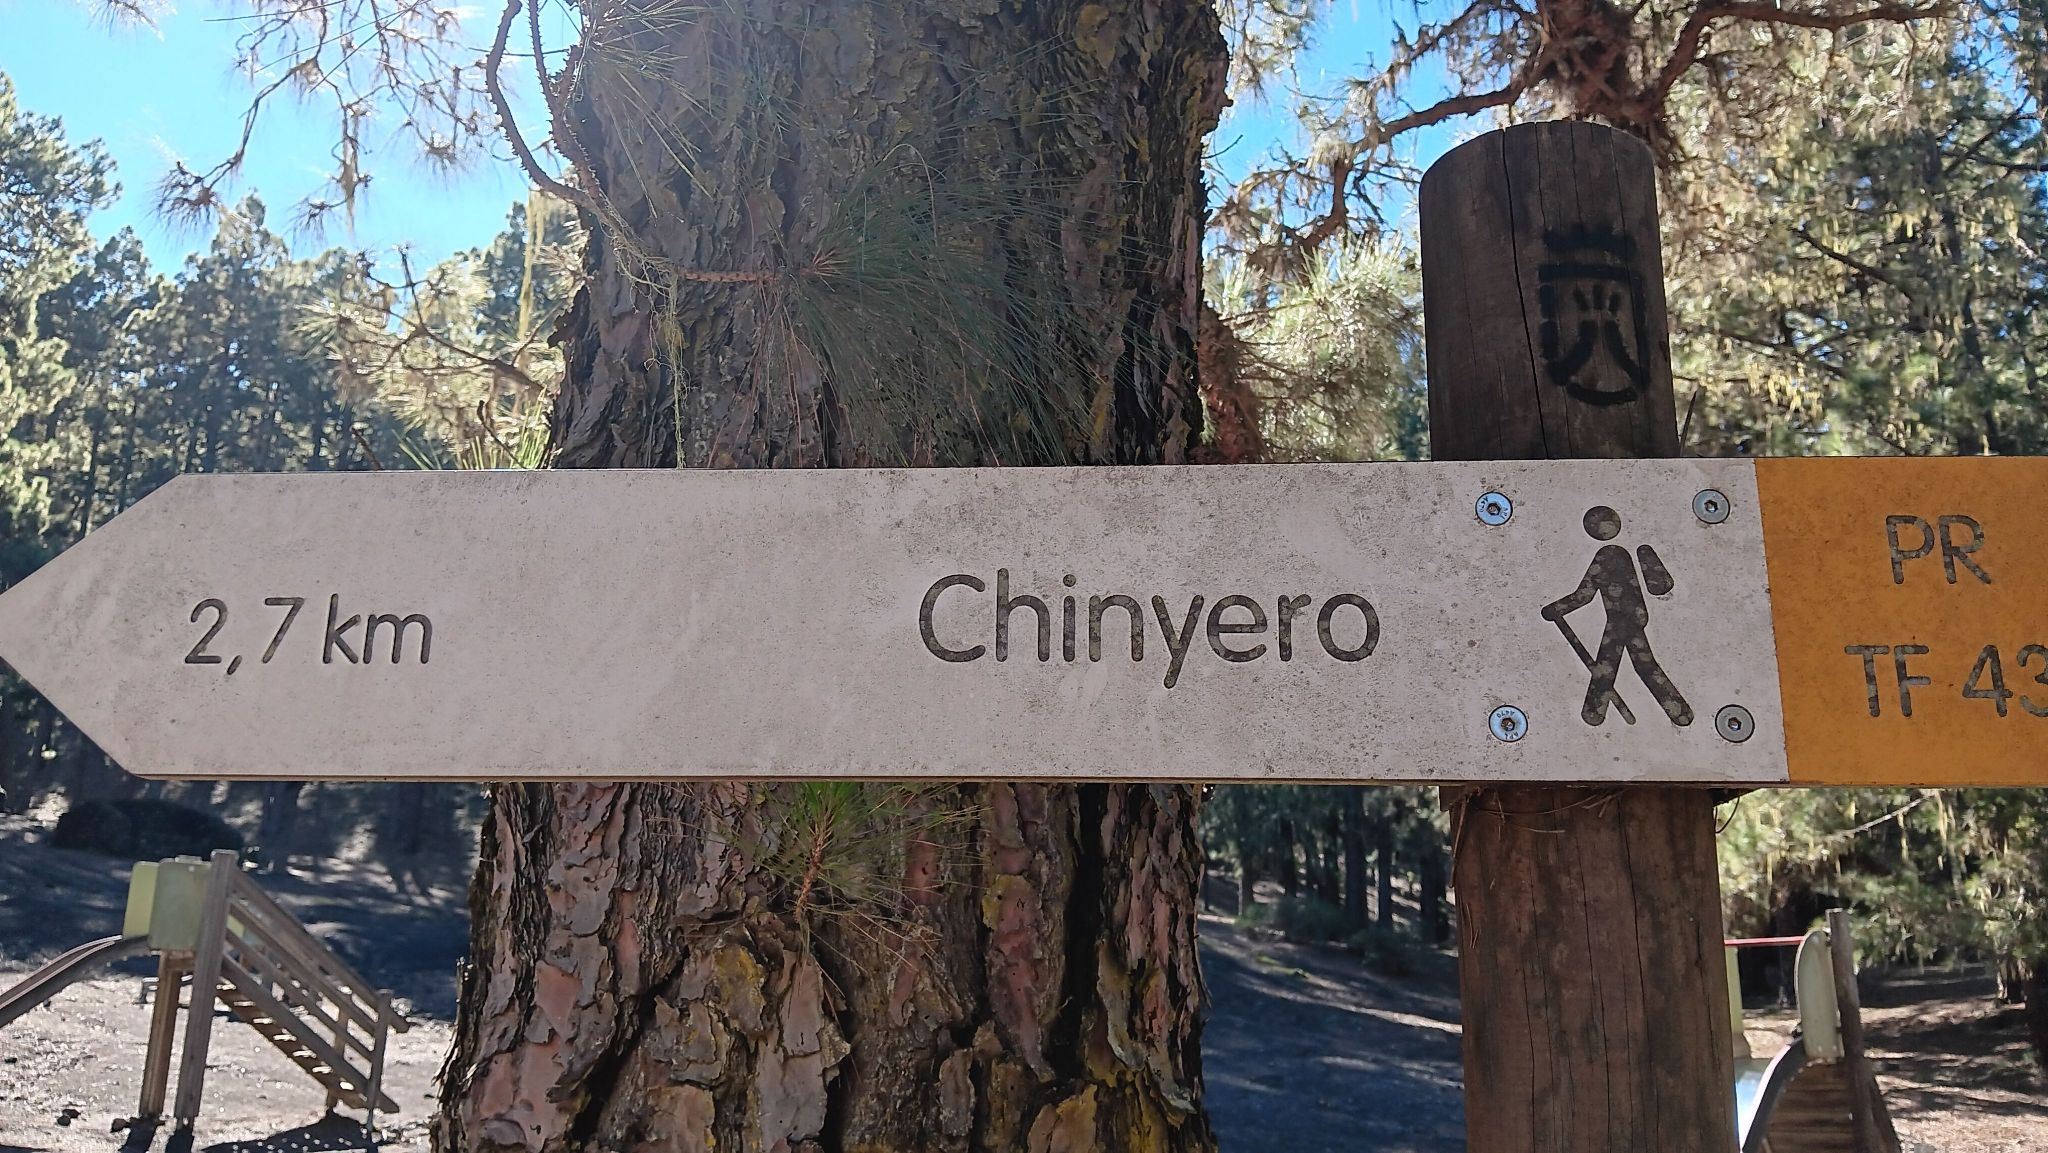 2,7 km
Chinyero
PR
TF 43